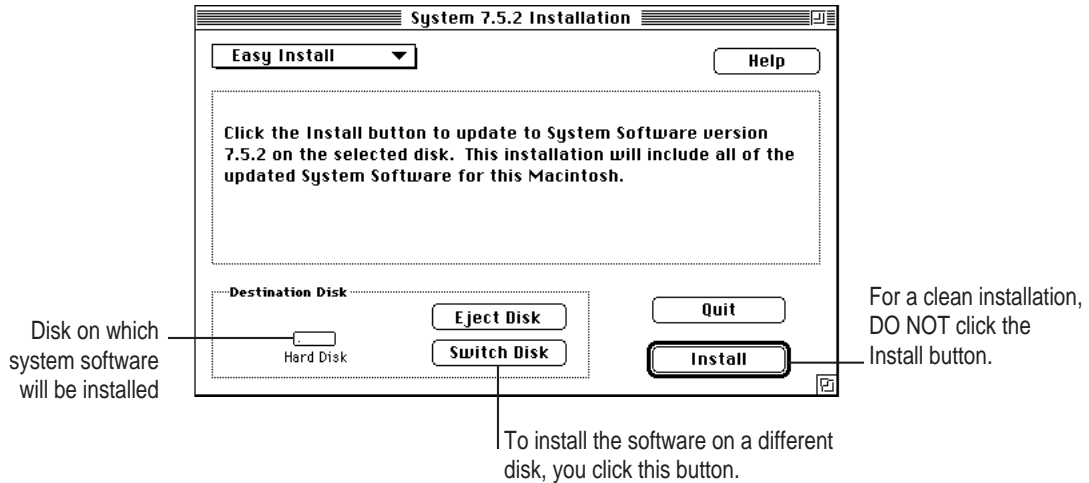 System 7.5.2 Installation
Easy Install
Help
Click the Install button to update to System Software version
7.5.2 on the selected disk. This installation will include all of the
updated System Software for this Macintosh.
Destination Disk
Hard Disk
Eject Disk
Switch Disk
Quit
Install
Disk on which
system software
will be installed
For a clean installation,
DO NOT click the
Install button.
To install the software on a different
disk, you click this button.